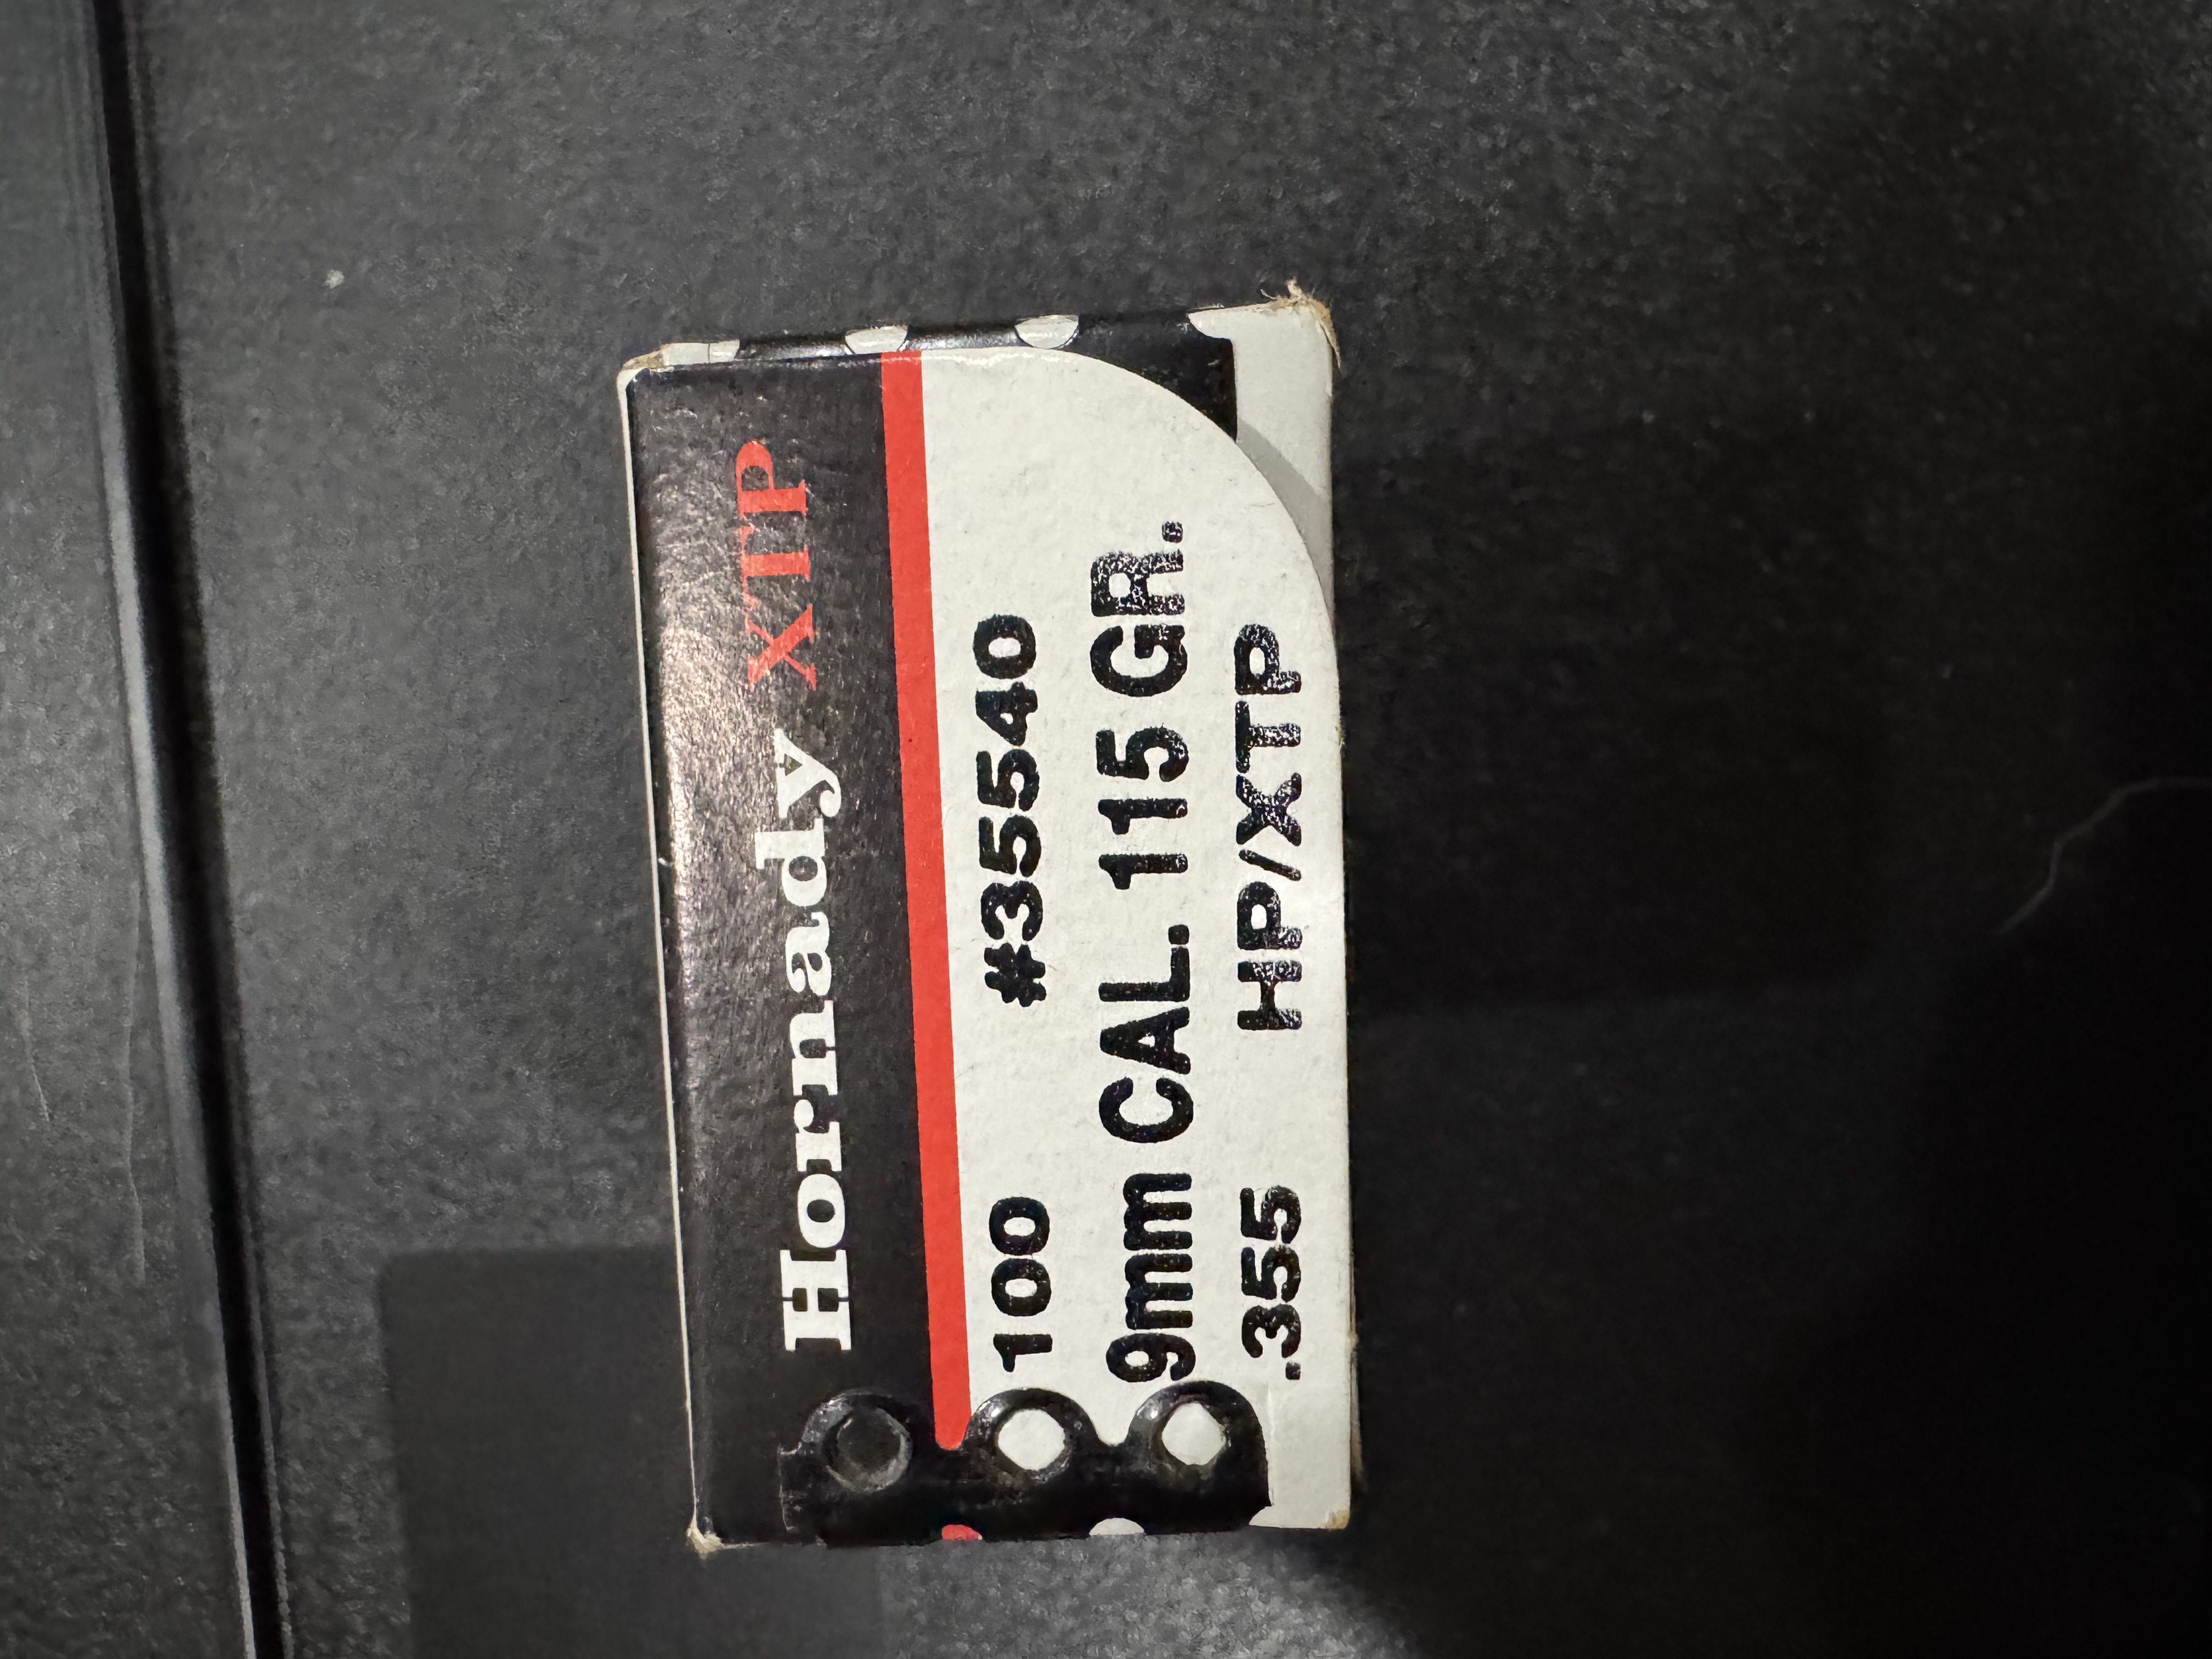 Hornady XTP
100 #35540
9mm CAL. 115 GR.
.355 HP/XTP